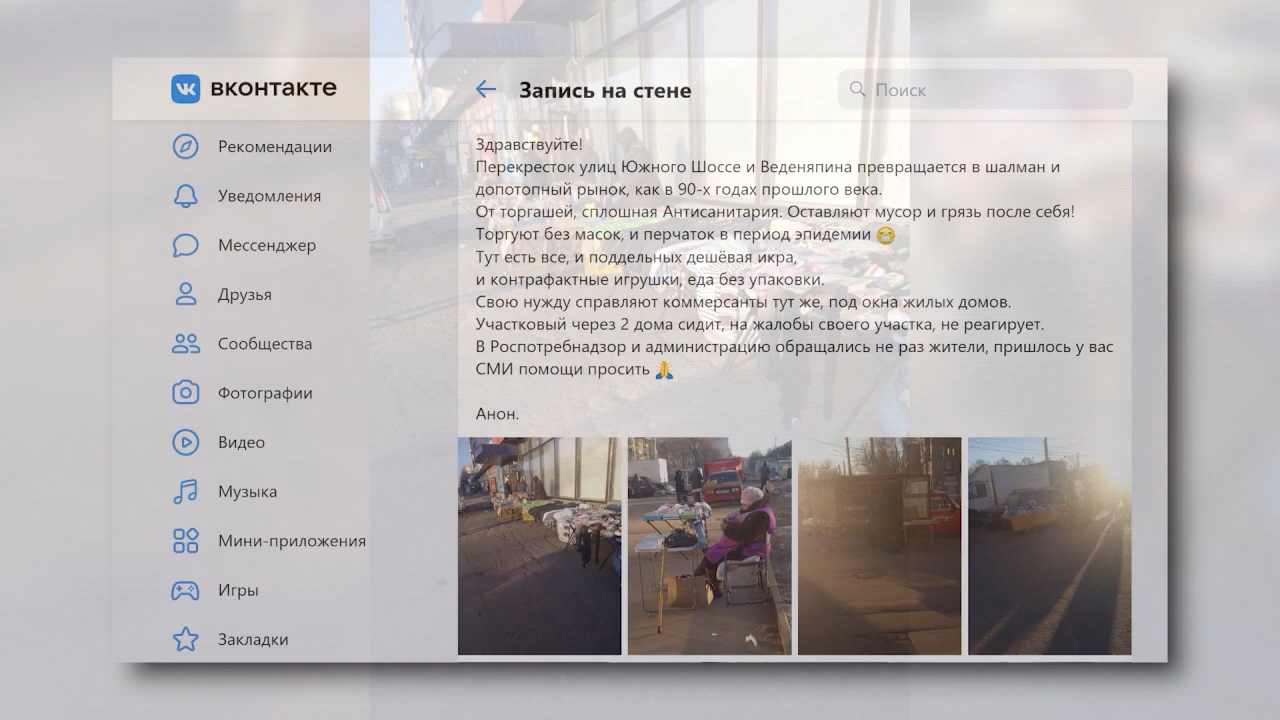 вконтакте
Запись на стене
Поиск
Рекомендации
Уведомления
Мессенджер
Друзья
Сообщества
Фотографии
Видео
Музыка
Мини-приложения
Игры
Закладки
Здравствуйте!
Перекресток улиц Южного Шоссе и Веденяпина превращается в шалман и
допотопный рынок, как в 90-х годах прошлого века.
От торгашей, сплошная Антисанитария. Оставляют мусор и грязь после себя!
Торгуют без масок, и перчаток в период эпидемии 😷
Тут есть все, и поддельных дешёвая икра,
и контрафактные игрушки, еда без упаковки.
Свою нужду справляют коммерсанты тут же, под окна жилых домов.
Участковый через 2 дома сидит, на жалобы своего участка, не реагирует.
В Роспотребнадзор и администрацию обращались не раз жители, пришлось у вас
СМИ помощи просить 🙏
Анон.